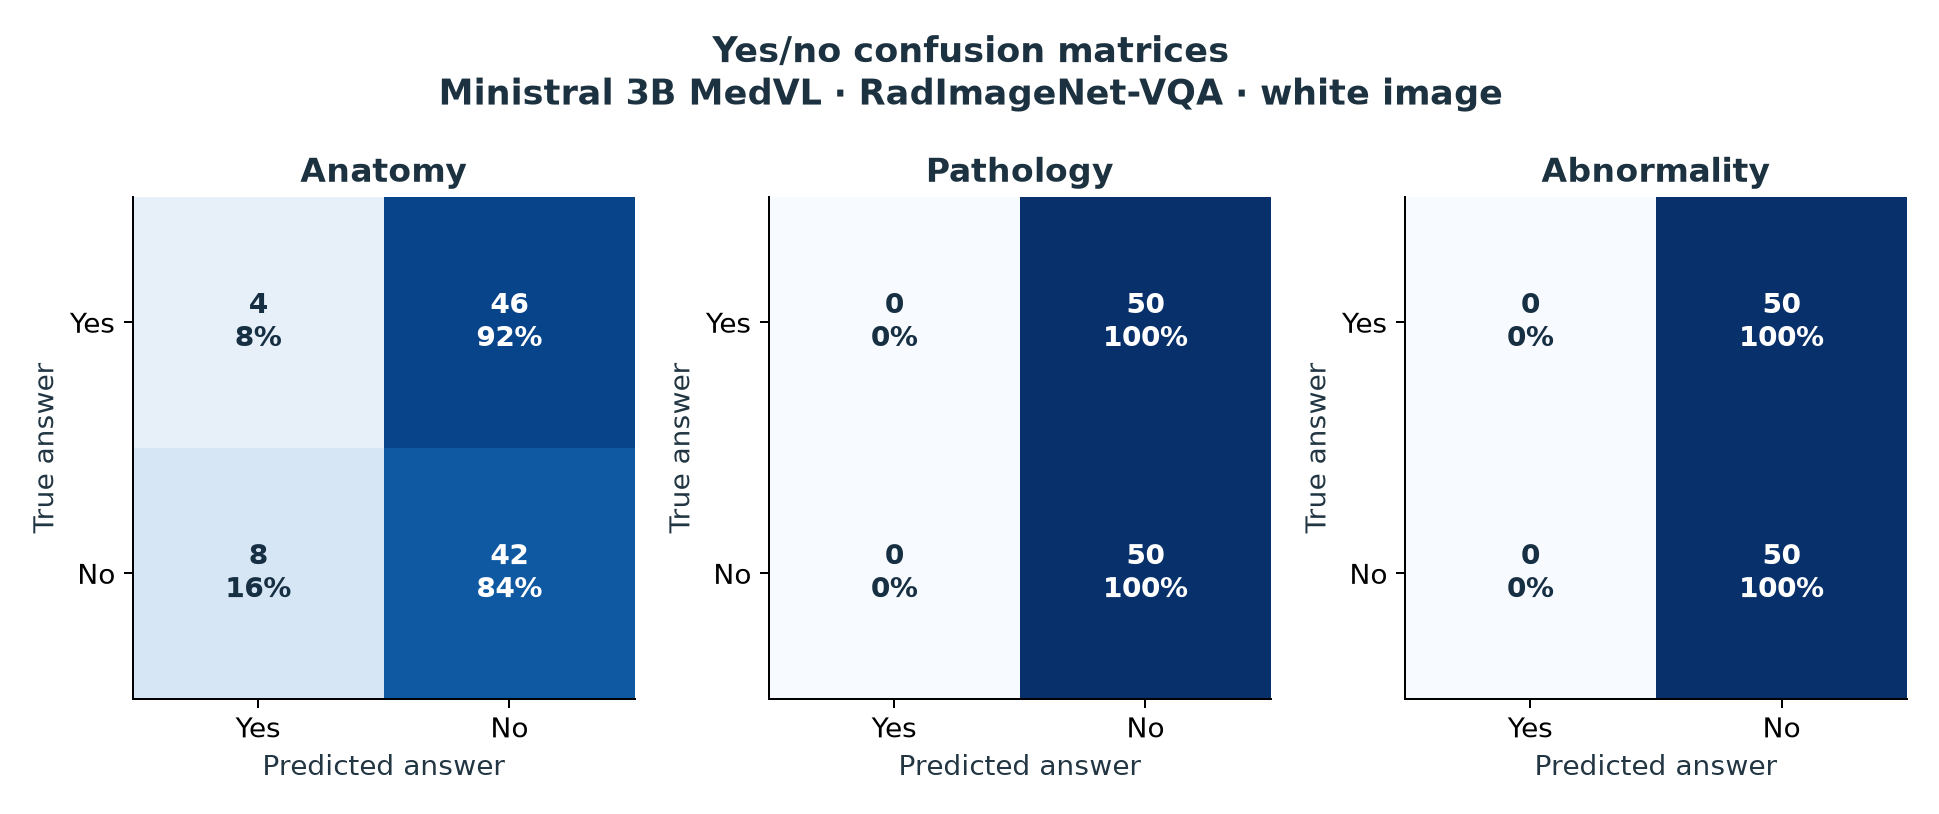 Yes/no confusion matrices
Ministral 3B MedVL · RadImageNet-VQA · white image
Anatomy
True answer
Yes
No
4
8%
46
92%
8
16%
42
84%
Yes
No
Predicted answer
Pathology
True answer
Yes
No
0
0%
50
100%
0
0%
50
100%
Yes
No
Predicted answer
Abnormality
True answer
Yes
No
0
0%
50
100%
0
0%
50
100%
Yes
No
Predicted answer